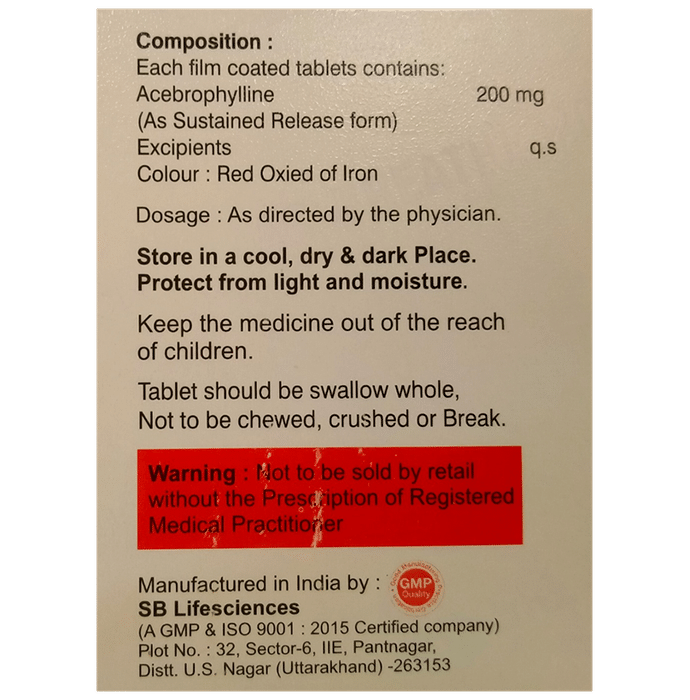 Composition :
Each film coated tablets contains:
Acebrophylline 200 mg
(As Sustained Release form)
Excipients q.s
Colour : Red Oxied of Iron
Dosage : As directed by the physician.
Store in a cool, dry & dark Place.
Protect from light and moisture.
Keep the medicine out of the reach
of children.
Tablet should be swallow whole,
Not to be chewed, crushed or Break.
Warning : Not to be sold by retail
without the Prescription of Registered
Medical Practitioner
Manufactured in India by :
GMP
Quality
SB Lifesciences
(A GMP & ISO 9001 : 2015 Certified company)
Plot No. : 32, Sector-6, IIE, Pantnagar,
Distt. U.S. Nagar (Uttarakhand) -263153